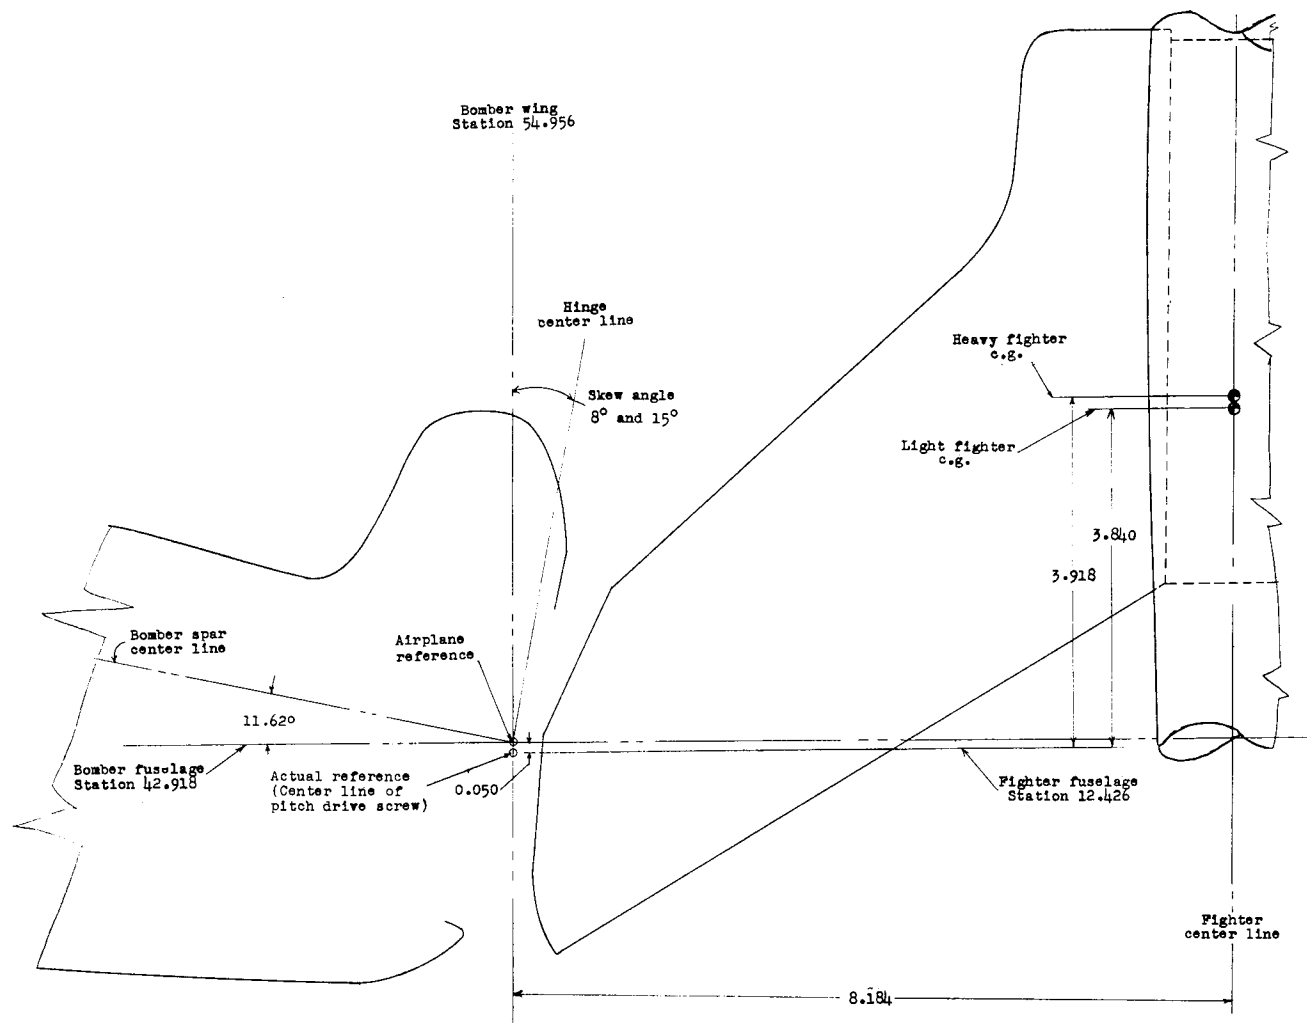 Bomber wing
Station 54.956
Hinge
center line
Skew angle
8° and 15°
Heavy fighter
c.g.
Light fighter
c.g.
3.840
3.918
Bomber spar
center line
Airplane
reference
11.62°
Bomber fuselage
Station 42.918
Actual reference
(Center line of
pitch drive screw)
0.050
Fighter fuselage
Station 12.426
Fighter
center line
8.184